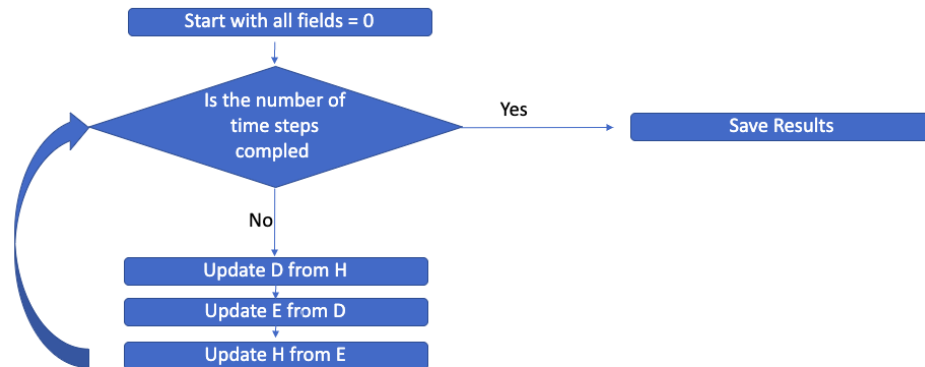 Start with all fields = 0
Is the number of
time steps
compled
Yes
Save Results
No
Update D from H
Update E from D
Update H from E